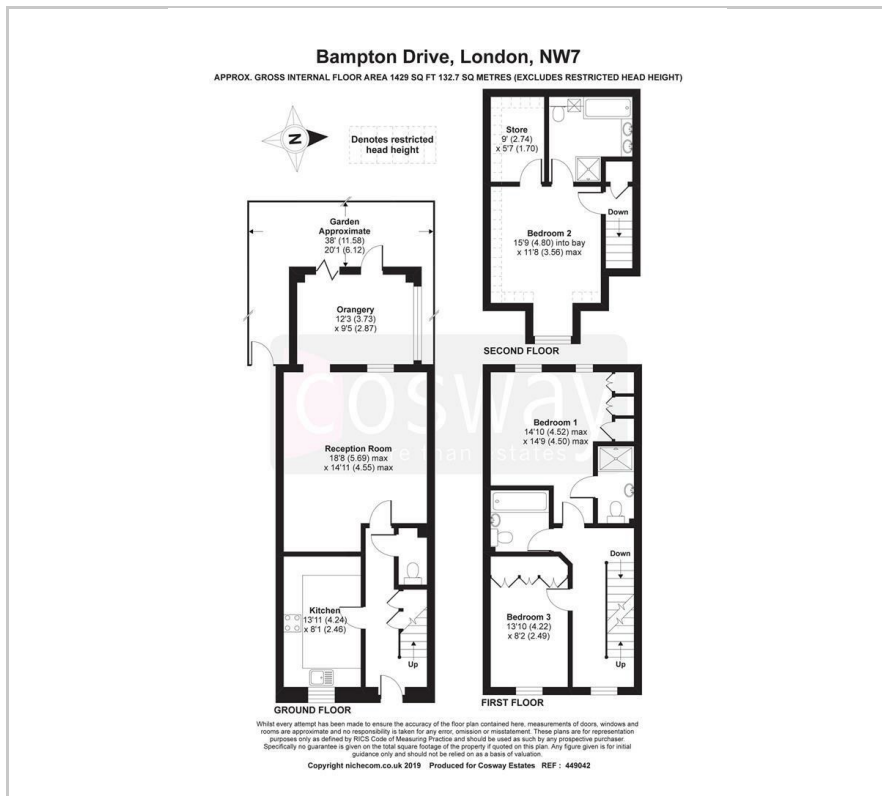 Bampton Drive, London, NW7
APPROX. GROSS INTERNAL FLOOR AREA 1429 SQ FT 132.7 SQ METRES (EXCLUDES RESTRICTED HEAD HEIGHT)
N
Denotes restricted
head height
Garden
Approximate
38' (11.58)
20'1 (6.12)
Orangery
12'3 (3.73)
x 9'5 (2.87)
Reception Room
18'8 (5.69) max
x 14'11 (4.55) max
Kitchen
13'11 (4.24)
x 8'1 (2.46)
Up
GROUND FLOOR
Store
9' (2.74)
x 5'7 (1.70)
Bedroom 2
15'9 (4.80) into bay
x 11'8 (3.56) max
Down
SECOND FLOOR
Bedroom 1
14'10 (4.52) max
x 14'9 (4.50) max
Down
Bedroom 3
13'10 (4.22)
x 8'2 (2.49)
Up
FIRST FLOOR
cosway
more than estates
Whilst every attempt has been made to ensure the accuracy of the floor plan contained here, measurements of doors, windows and
rooms are approximate and no responsibility is taken for any error, omission or misstatement. These plans are for representation
purposes only as defined by RICS Code of Measuring Practice and should be used as such by any prospective purchaser.
Specifically no guarantee is given on the total square footage of the property if quoted on this plan. Any figure given is for initial
guidance only and should not be relied on as a basis of valuation.
Copyright nichecom.co.uk 2019 Produced for Cosway Estates REF : 449042